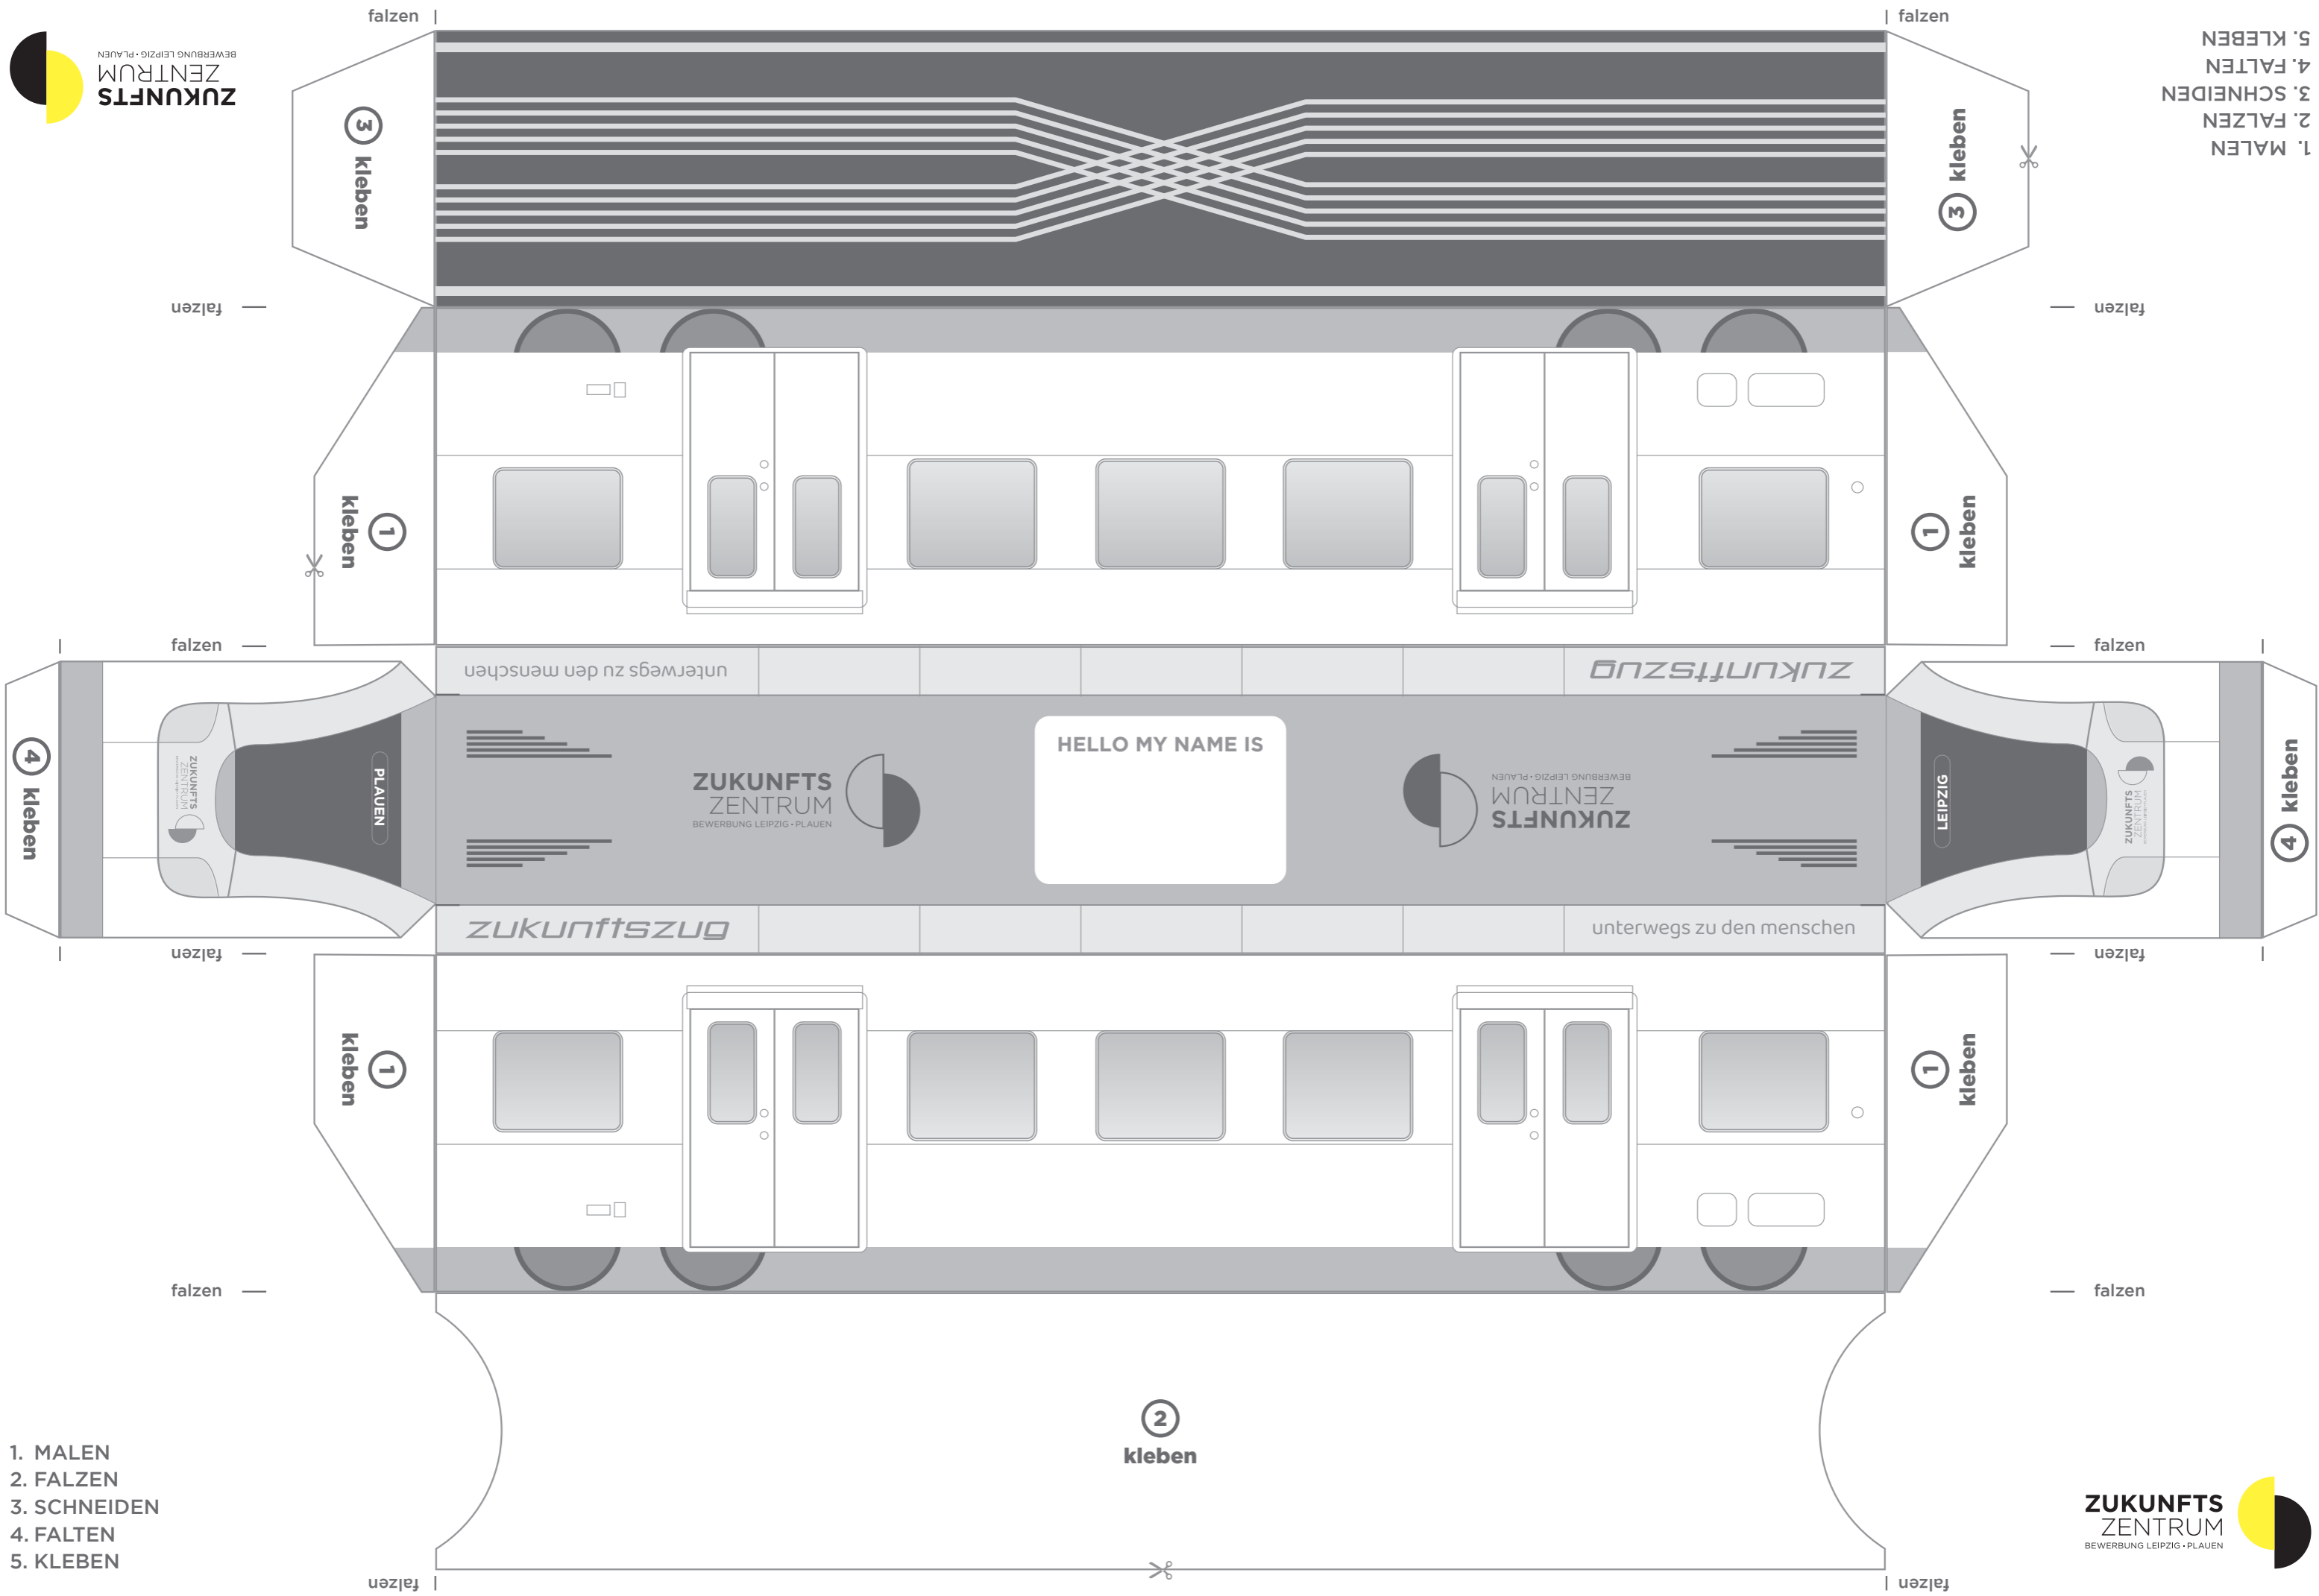 falzen
falzen
ZUKUNFTS
ZENTRUM
BEWERBUNG LEIPZIG • PLAUEN
1. MALEN
2. FALZEN
3. SCHNEIDEN
4. FALTEN
5. KLEBEN
3 kleben
3 kleben
falzen
falzen
1 kleben
1 kleben
falzen
falzen
unterwegs zu den menschen
zukunftszug
4 kleben
ZUKUNFTS
ZENTRUM
PLAUEN
ZUKUNFTS
ZENTRUM
BEWERBUNG LEIPZIG • PLAUEN
HELLO MY NAME IS
ZUKUNFTS
ZENTRUM
BEWERBUNG LEIPZIG • PLAUEN
LEIPZIG
ZUKUNFTS
ZENTRUM
4 kleben
zukunftszug
unterwegs zu den menschen
falzen
falzen
1 kleben
1 kleben
falzen
falzen
2
kleben
1. MALEN
2. FALZEN
3. SCHNEIDEN
4. FALTEN
5. KLEBEN
ZUKUNFTS
ZENTRUM
BEWERBUNG LEIPZIG • PLAUEN
falzen
falzen